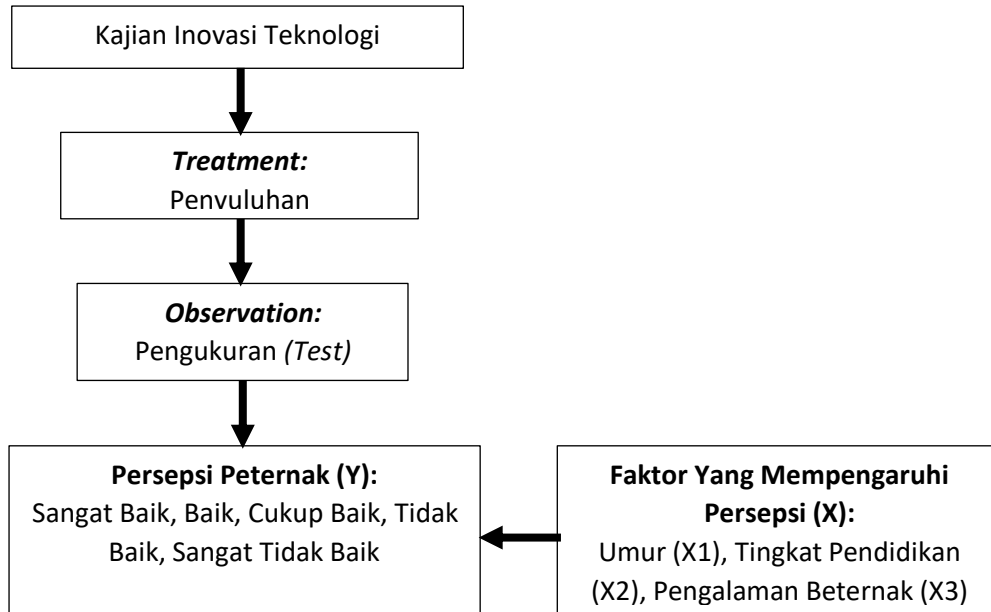 Kajian Inovasi Teknologi
Treatment:
Penyuluhan
Observation:
Pengukuran (Test)
Persepsi Peternak (Y):
Sangat Baik, Baik, Cukup Baik, Tidak
Baik, Sangat Tidak Baik
Faktor Yang Mempengaruhi
Persepsi (X):
Umur (X1), Tingkat Pendidikan
(X2), Pengalaman Beternak (X3)